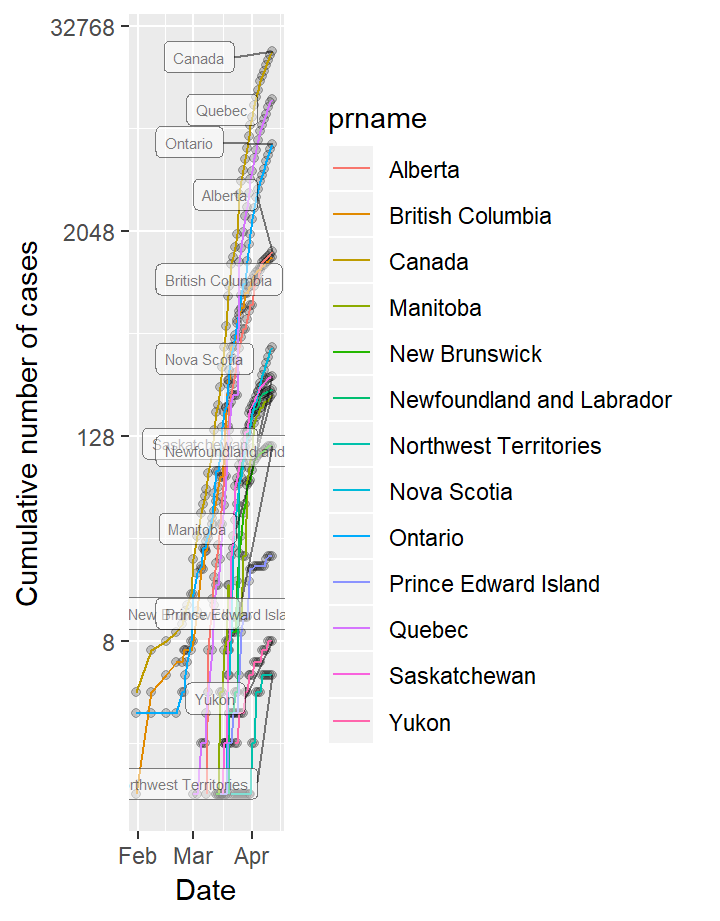 32768
2048
128
8
Cumulative number of cases
Canada
Quebec
Ontario
Alberta
British Columbia
Nova Scotia
Saskatchewan
Newfoundland and
Manitoba
New
Prince Edward Isla
Yukon
rthwest Territories
Feb Mar Apr
Date
prname
Alberta
British Columbia
Canada
Manitoba
New Brunswick
Newfoundland and Labrador
Northwest Territories
Nova Scotia
Ontario
Prince Edward Island
Quebec
Saskatchewan
Yukon